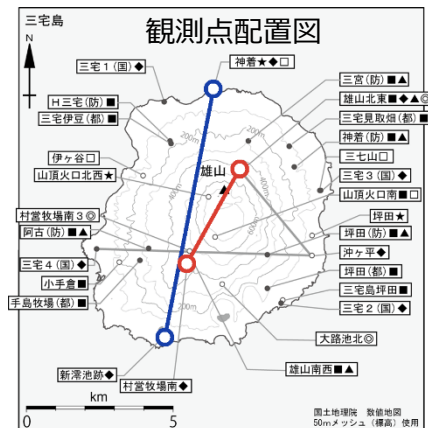 三宅島
観測点配置図
N
三宅１(国)◆
神着★◆□
Ｈ三宅(防)■
三宅伊豆(都)■
伊ヶ谷□
山頂火口北西★
村営牧場南３◎
阿古(防)■▲
三宅４(国)◆
小手倉■
手島牧場(都)■
新澪池跡◆
村営牧場南◆
雄山
三宮(防)■▲
雄山北東■◆▲◎
三宅見取畑(都)■
神着(防)■▲
三七山□
三宅３(国)◆
山頂火口南■□
坪田★
坪田(防)■▲
沖ヶ平◆
坪田(都)■
三宅島坪田■
三宅２(国)◆
大路池北◎
雄山南西■▲
200m
200m
400m
400m
600m
200m
km
0 5
国土地理院　数値地図
50mメッシュ（標高）使用